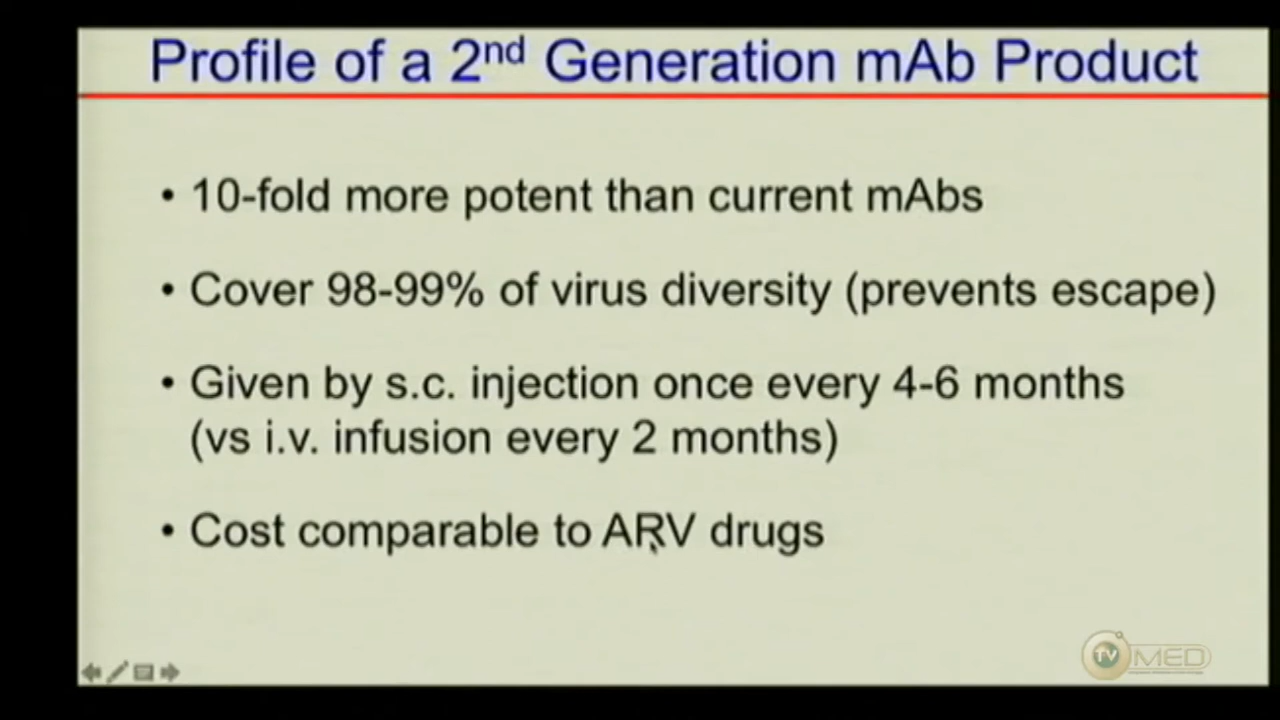 Profile of a 2nd Generation mAb Product
• 10-fold more potent than current mAbs
• Cover 98-99% of virus diversity (prevents escape)
• Given by s.c. injection once every 4-6 months
(vs i.v. infusion every 2 months)
• Cost comparable to ARV drugs
TV MED